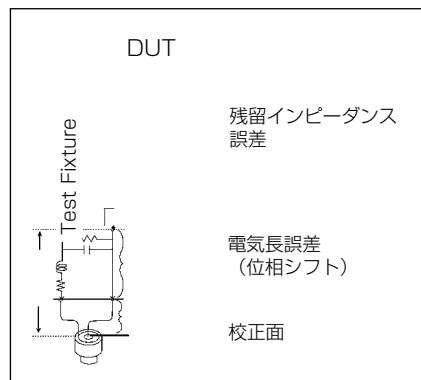 DUT
残留インピーダンス
誤差
Test Fixture
電気長誤差
（位相シフト）
校正面